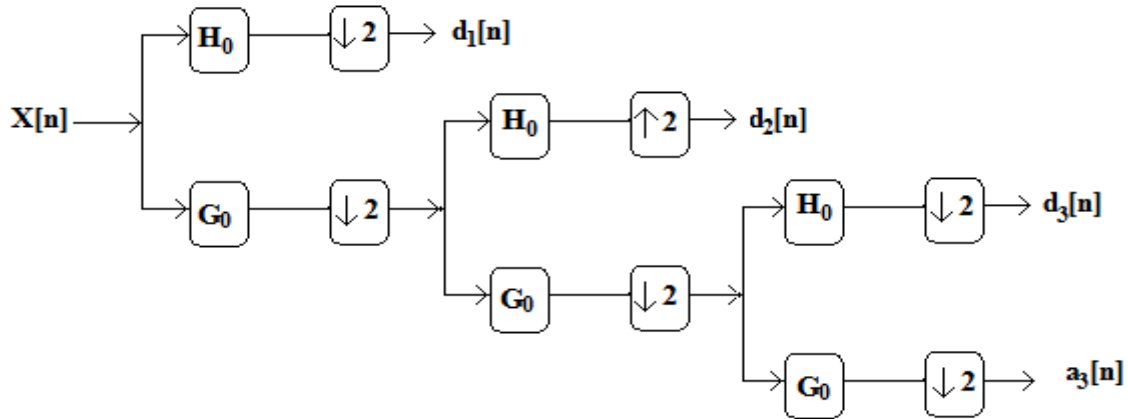 H₀ ↓ 2 d₁[n]
X[n] H₀ ↑ 2 d₂[n]
G₀ ↓ 2 H₀ ↓ 2 d₃[n]
G₀ ↓ 2
G₀ ↓ 2 a₃[n]